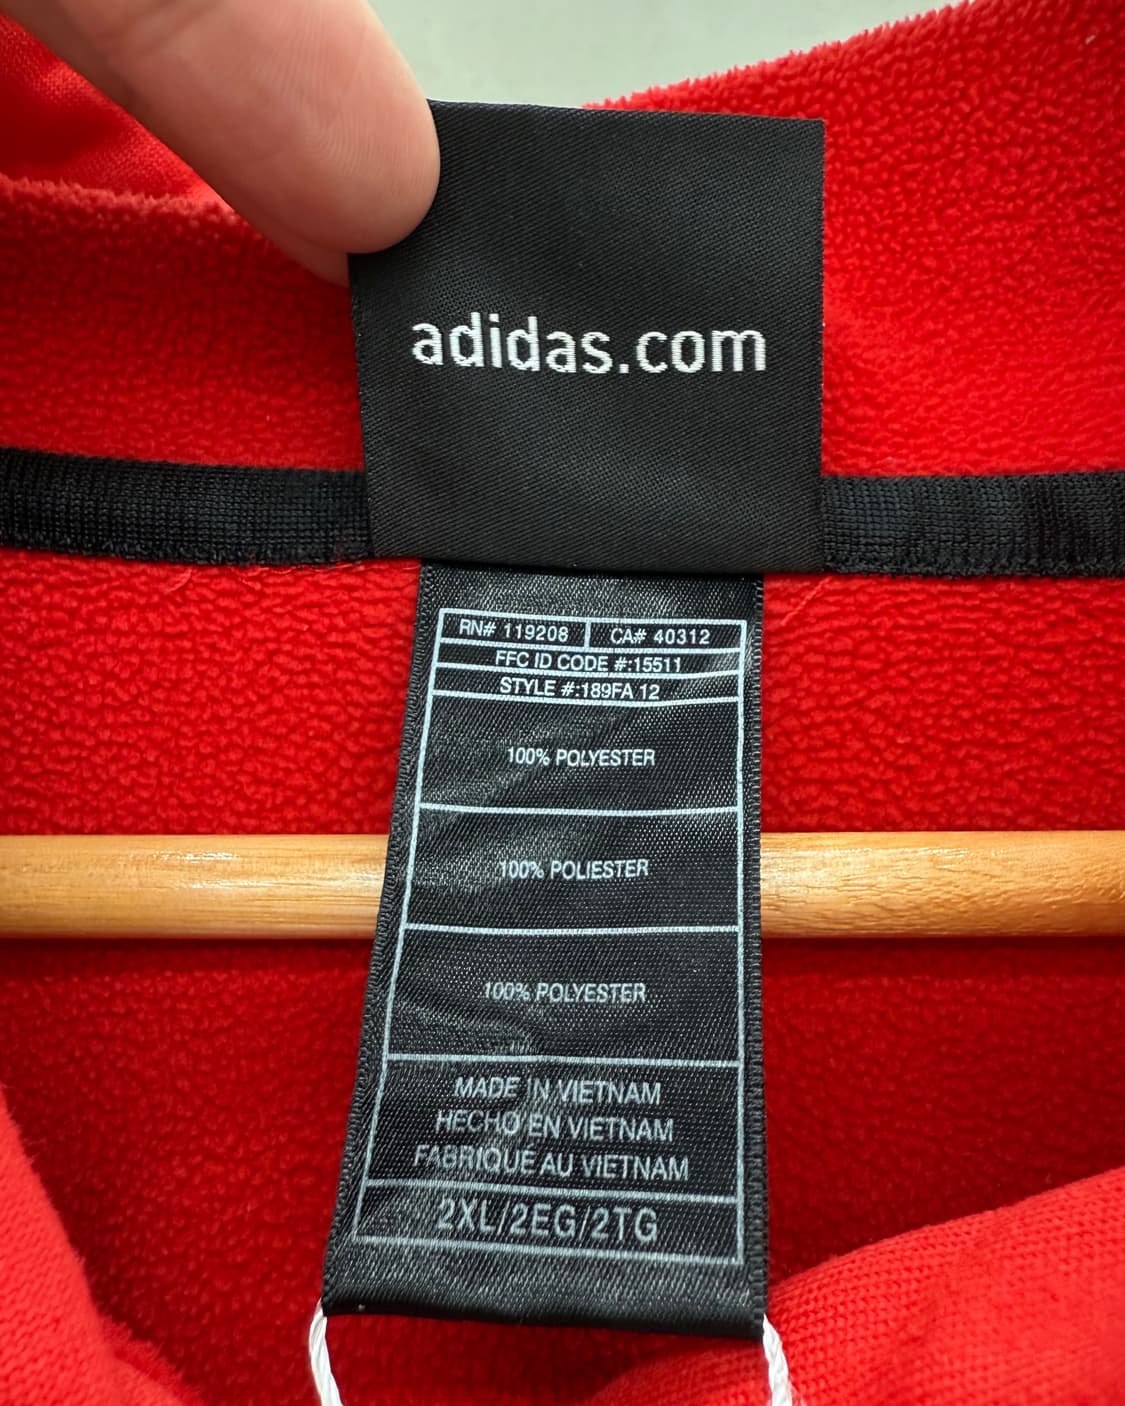 adidas.com
RN# 119208 CA# 40312
FFC ID CODE #:15511
STYLE #:189FA 12
100% POLYESTER
100% POLIESTER
100% POLYESTER
MADE IN VIETNAM
HECHO EN VIETNAM
FABRIQUÉ AU VIETNAM
2XL/2EG/2TG